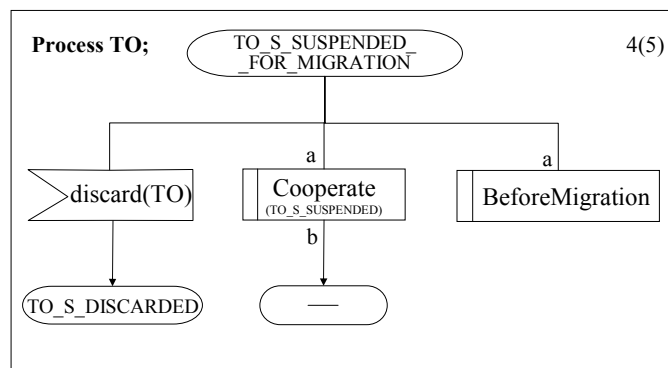 Process TO;
TO_S_SUSPENDED_
_FOR_MIGRATION
4(5)
a
a
discard(TO)
Cooperate
(TO_S_SUSPENDED)
BeforeMigration
b
TO_S_DISCARDED
—